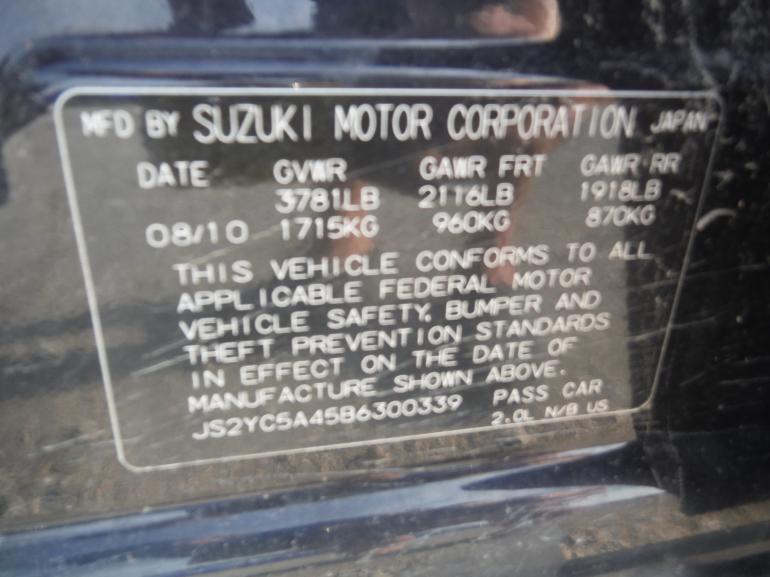 MFD BY SUZUKI MOTOR CORPORATION JAPAN
DATE GVWR GAWR FRT GAWR RR
3781LB 2116LB 1918LB
08/10 1715KG 960KG 870KG
THIS VEHICLE CONFORMS TO ALL
APPLICABLE FEDERAL MOTOR
VEHICLE SAFETY, BUMPER AND
THEFT PREVENTION STANDARDS
IN EFFECT ON THE DATE OF
MANUFACTURE SHOWN ABOVE.
JS2YC5A45B6300339 PASS CAR
2.0L N/B US